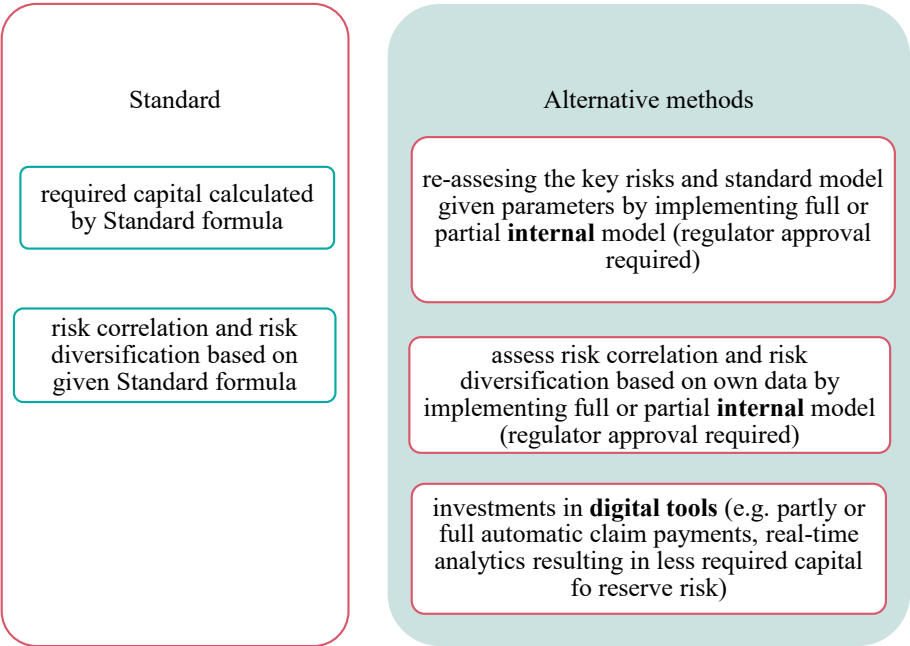 Standard
required capital calculated
by Standard formula
risk correlation and risk
diversification based on
given Standard formula
Alternative methods
re-assesing the key risks and standard model
given parameters by implementing full or
partial internal model (regulator approval
required)
assess risk correlation and risk
diversification based on own data by
implementing full or partial internal model
(regulator approval required)
investments in digital tools (e.g. partly or
full automatic claim payments, real-time
analytics resulting in less required capital
fo reserve risk)